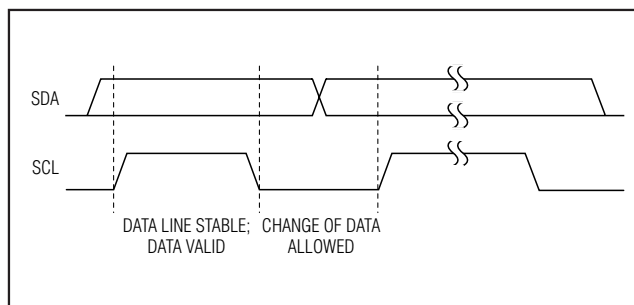 SDA
SCL
DATA LINE STABLE;
DATA VALID
CHANGE OF DATA
ALLOWED